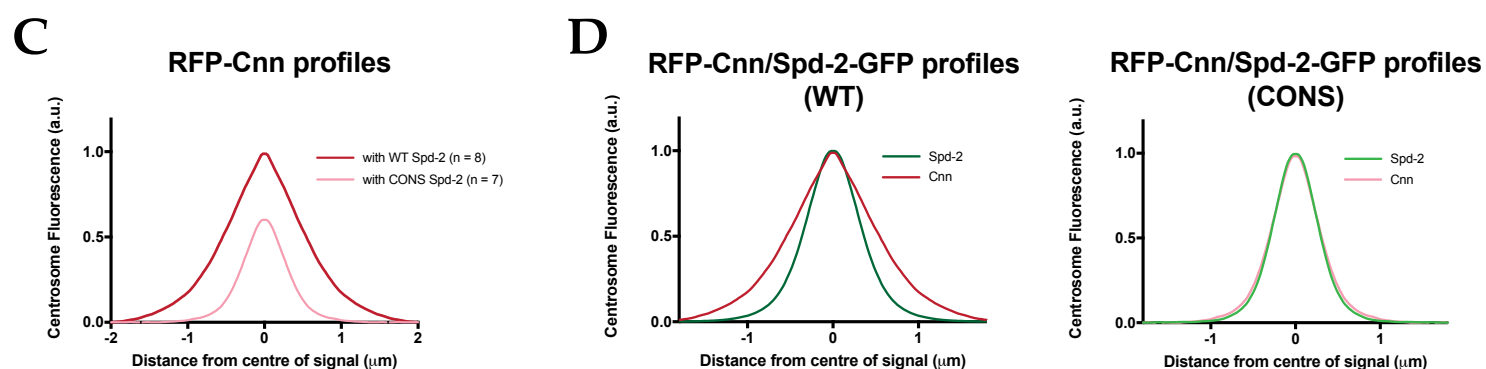 C
RFP-Cnn profiles
Centrosome Fluorescence (a.u.)
1.0
0.5
0.0
-2
-1
0
1
2
with WT Spd-2 (n = 8)
with CONS Spd-2 (n = 7)
Distance from centre of signal (μm)
D
RFP-Cnn/Spd-2-GFP profiles
(WT)
Centrosome Fluorescence (a.u.)
1.0
0.5
0.0
-1
0
1
Spd-2
Cnn
Distance from centre of signal (μm)
RFP-Cnn/Spd-2-GFP profiles
(CONS)
Centrosome Fluorescence (a.u.)
1.0
0.5
0.0
-1
0
1
Spd-2
Cnn
Distance from centre of signal (μm)